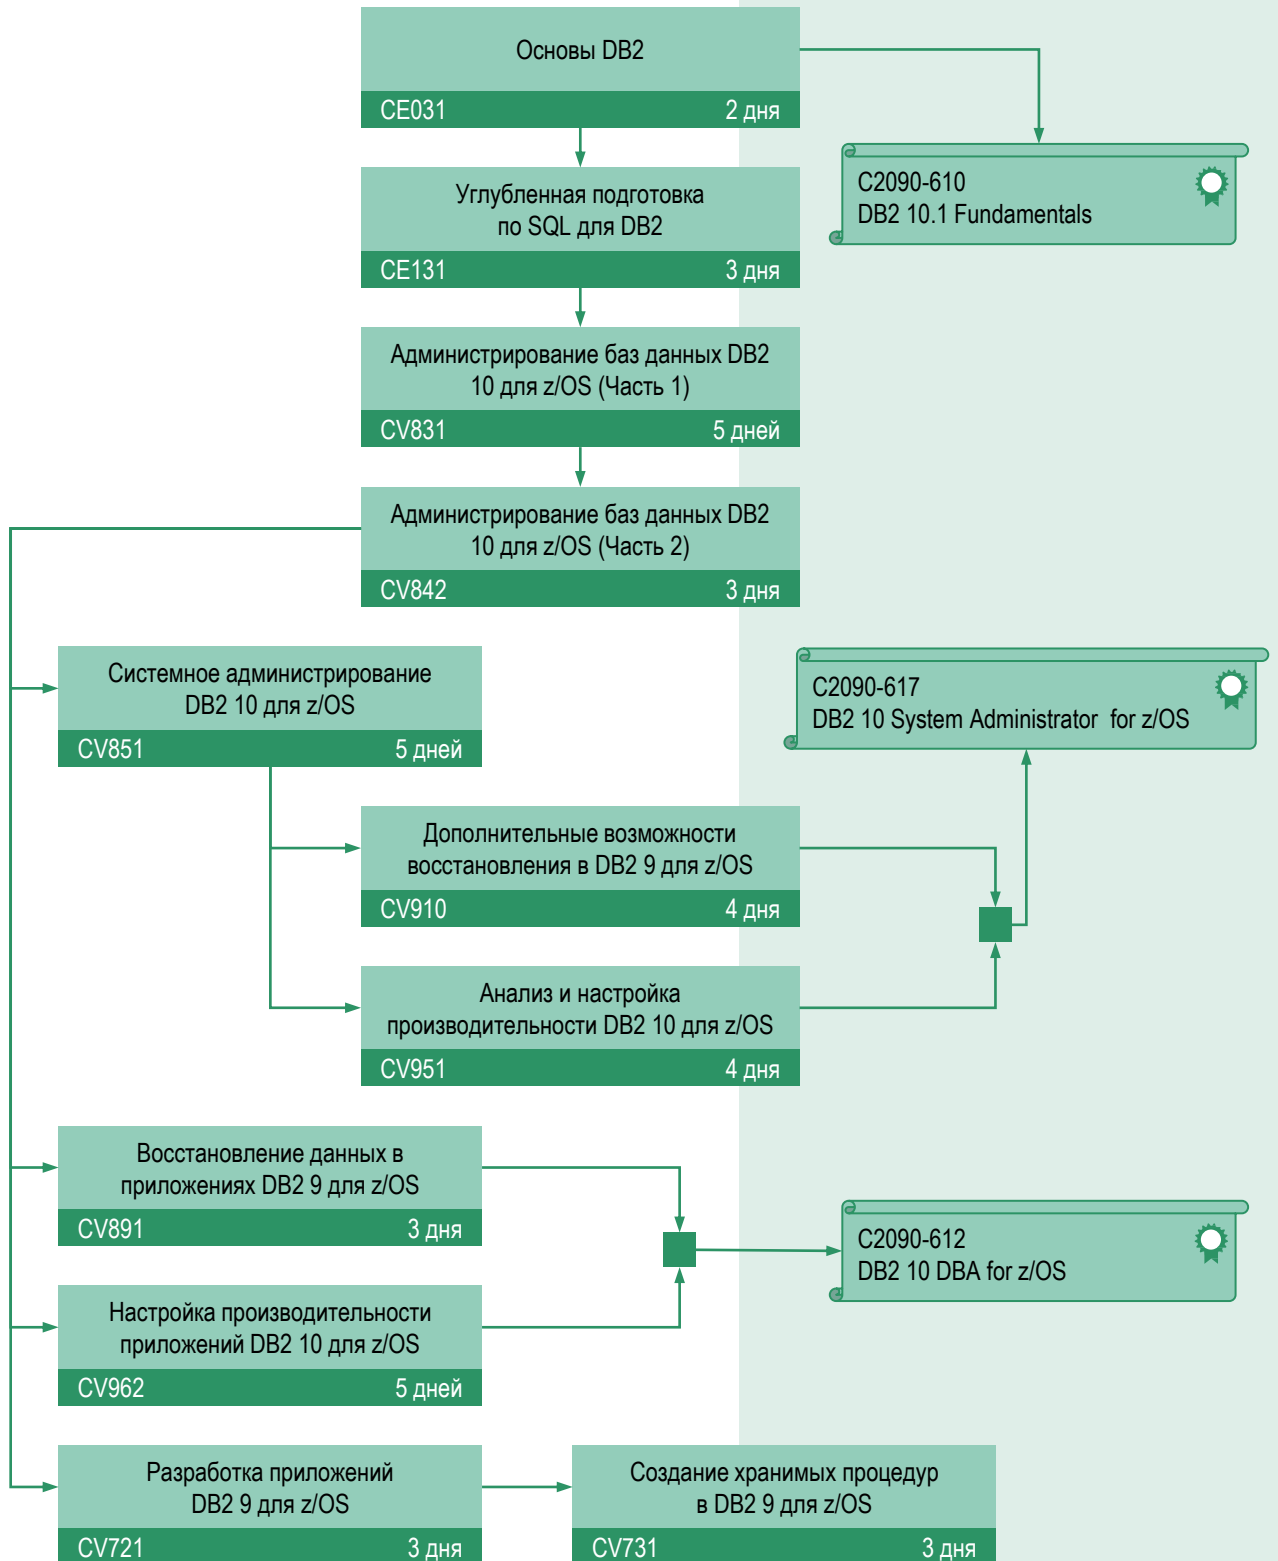 Основы DB2
CE031 2 дня
C2090-610
DB2 10.1 Fundamentals
Углубленная подготовка
по SQL для DB2
CE131 3 дня
Администрирование баз данных DB2
10 для z/OS (Часть 1)
CV831 5 дней
Администрирование баз данных DB2
10 для z/OS (Часть 2)
CV842 3 дня
Системное администрирование
DB2 10 для z/OS
CV851 5 дней
C2090-617
DB2 10 System Administrator for z/OS
Дополнительные возможности
восстановления в DB2 9 для z/OS
CV910 4 дня
Анализ и настройка
производительности DB2 10 для z/OS
CV951 4 дня
Восстановление данных в
приложениях DB2 9 для z/OS
CV891 3 дня
C2090-612
DB2 10 DBA for z/OS
Настройка производительности
приложений DB2 10 для z/OS
CV962 5 дней
Разработка приложений
DB2 9 для z/OS
CV721 3 дня
Создание хранимых процедур
в DB2 9 для z/OS
CV731 3 дня